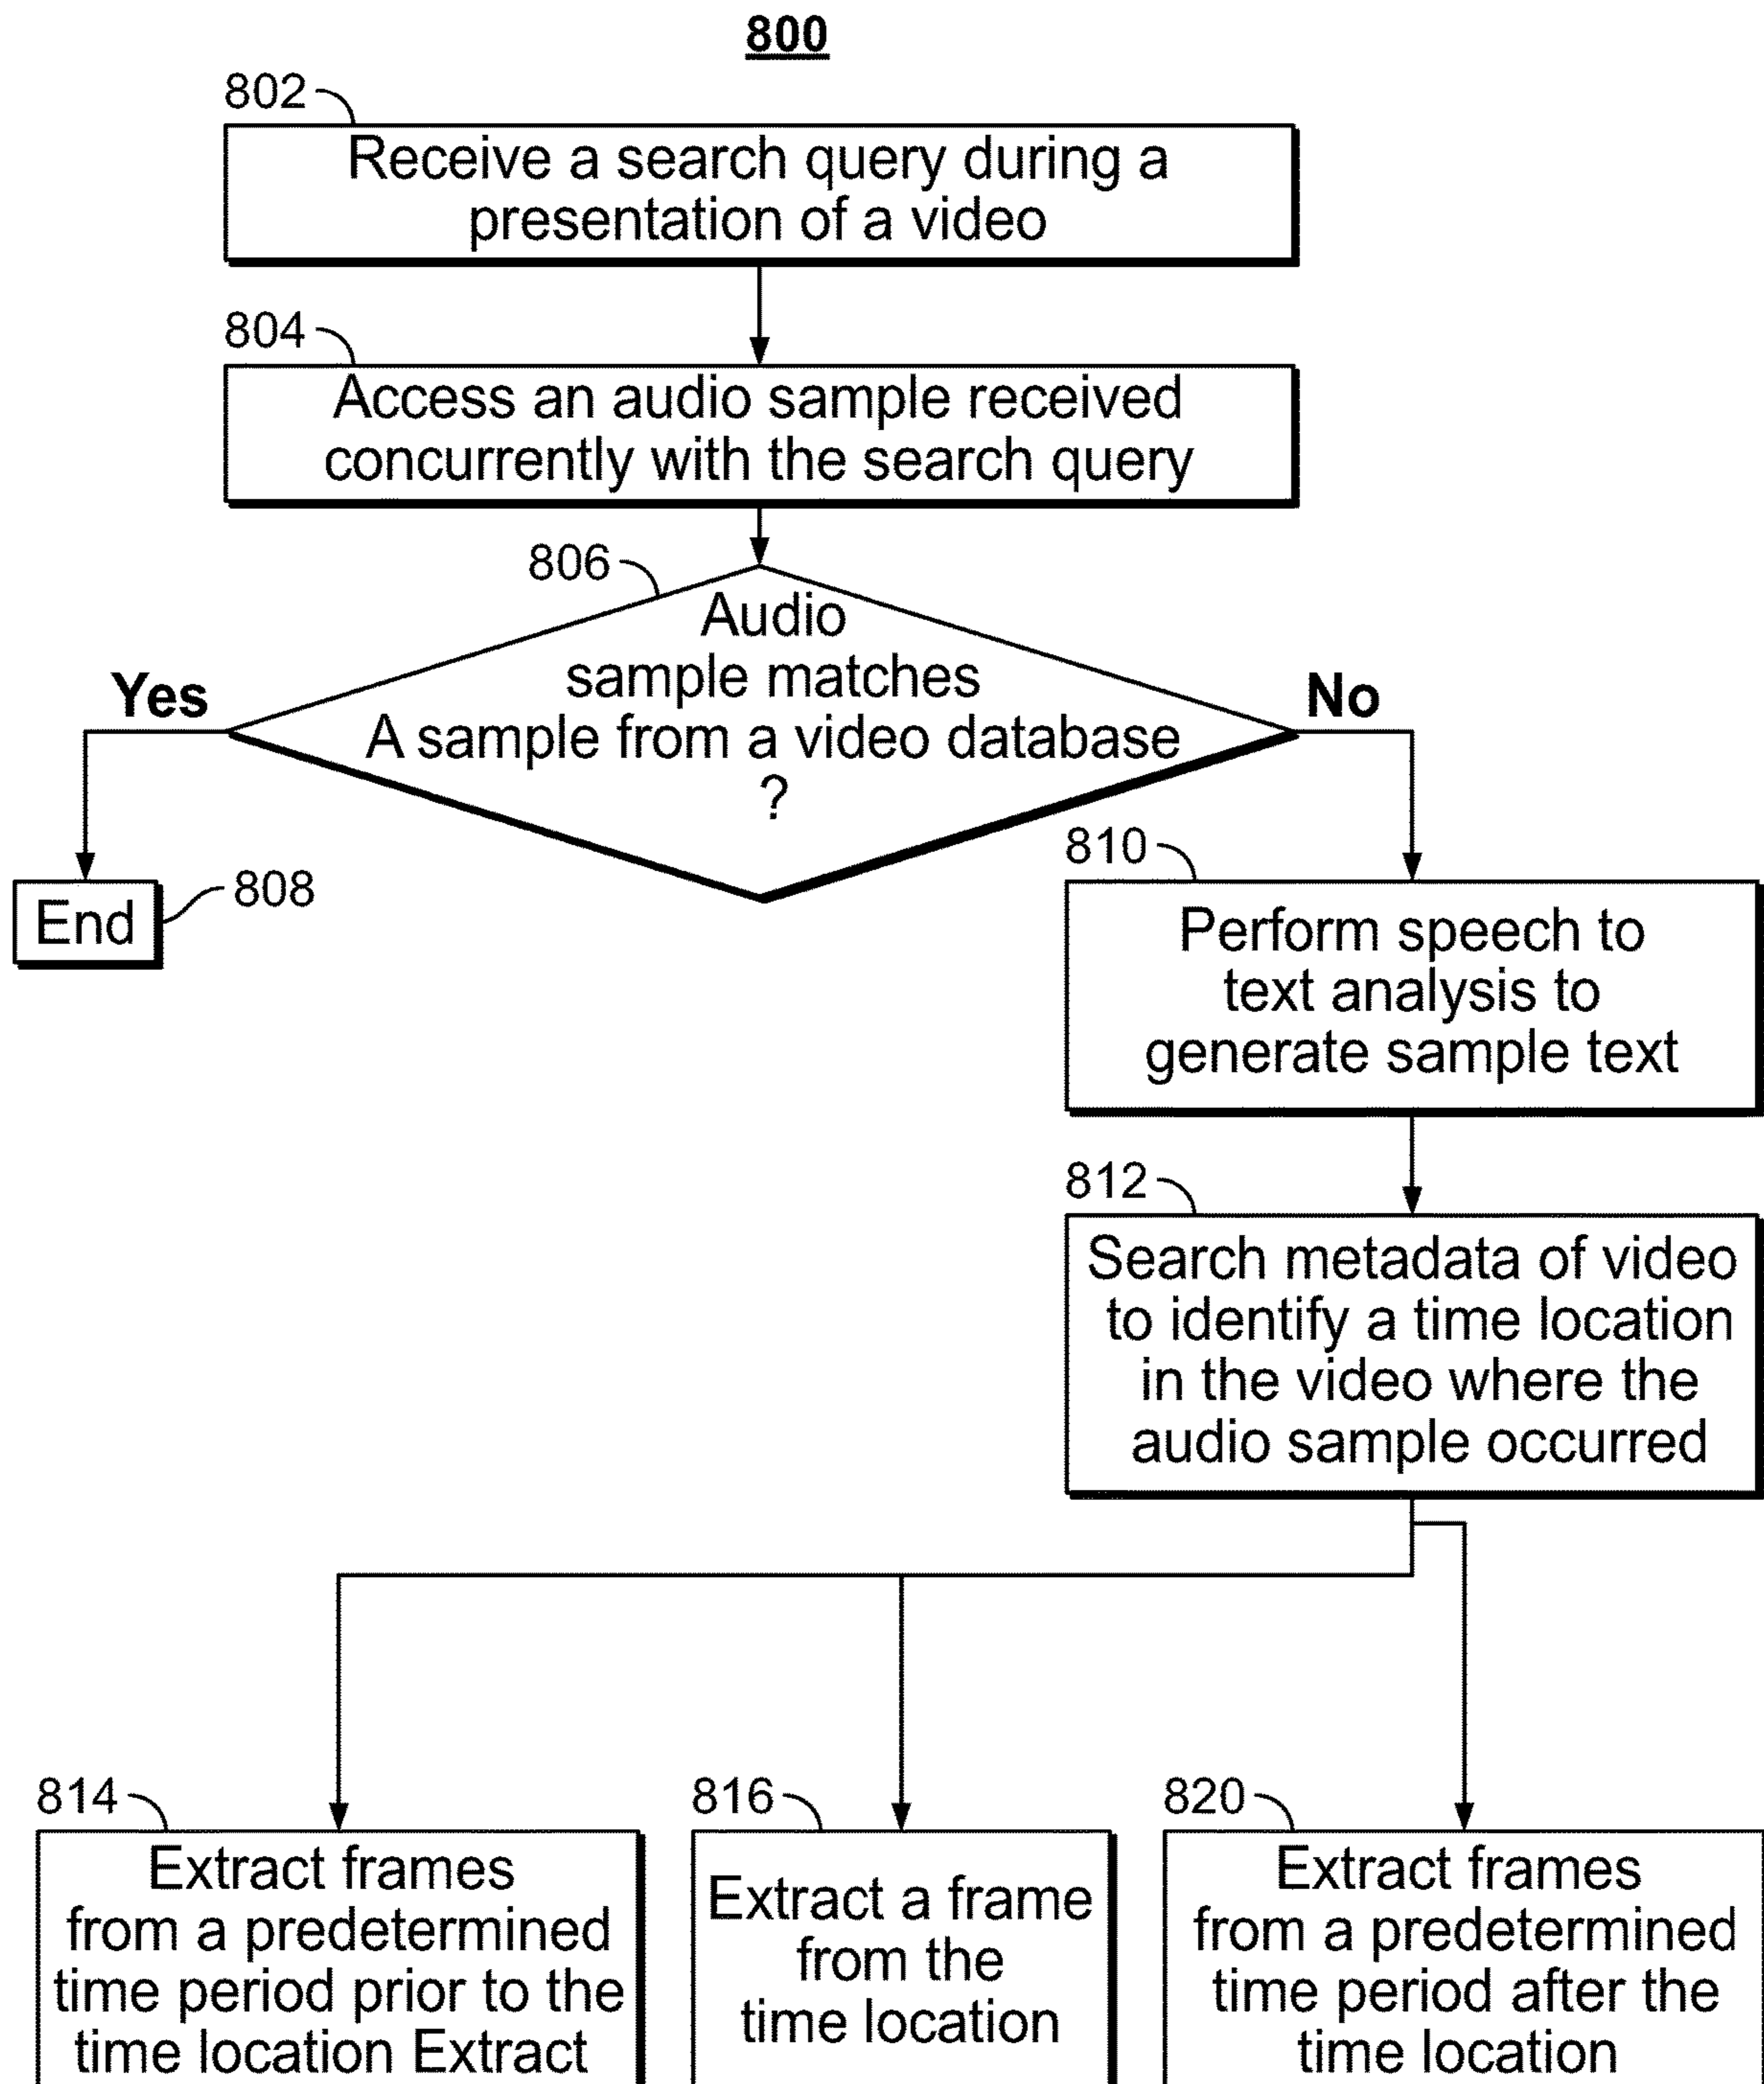 800
802
Receive a search query during a
presentation of a video
804
Access an audio sample received
concurrently with the search query
806
Audio
sample matches
A sample from a video database
?
Yes
No
808
End
810
Perform speech to
text analysis to
generate sample text
812
Search metadata of video
to identify a time location
in the video where the
audio sample occurred
814
Extract frames
from a predetermined
time period prior to the
time location Extract
816
Extract a frame
from the
time location
820
Extract frames
from a predetermined
time period after the
time location